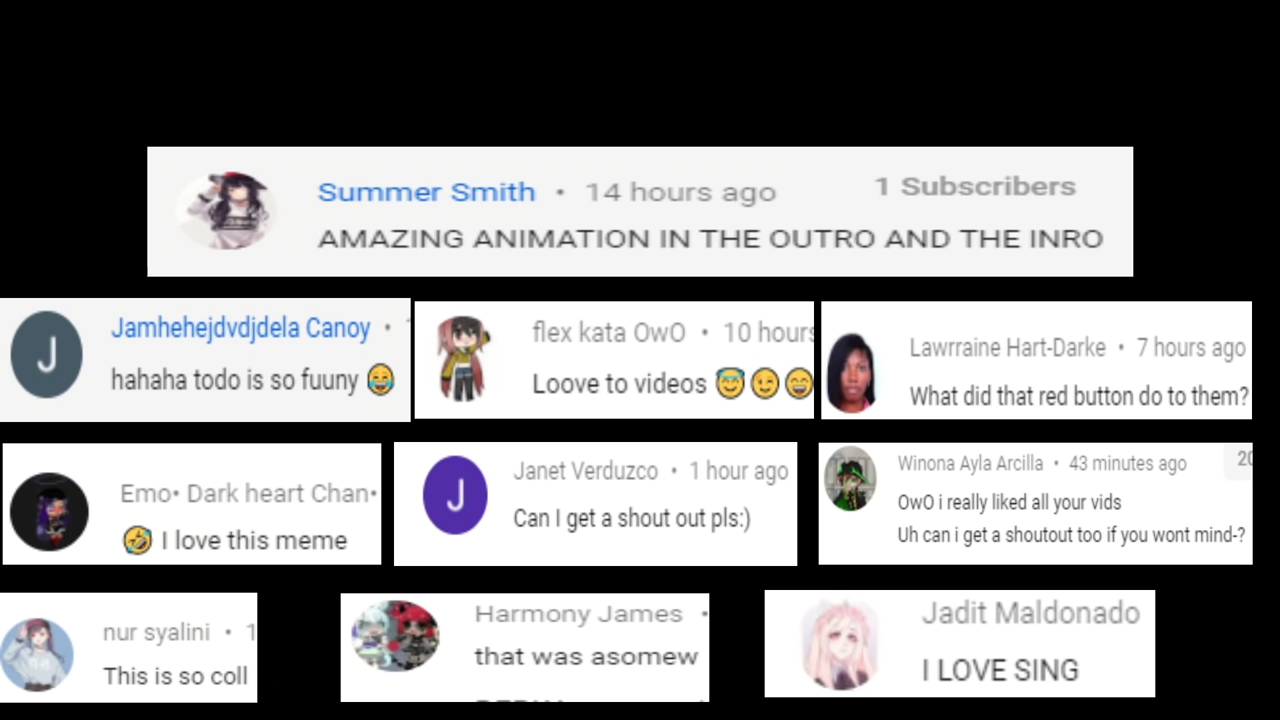 Summer Smith • 14 hours ago 1 Subscribers
AMAZING ANIMATION IN THE OUTRO AND THE INRO
Jamhehejdvdjdela Canoy •
hahaha todo is so fuuny 😂
flex kata OwO • 10 hours
Loove to videos 😇😉😄
Lawrraine Hart-Darke • 7 hours ago
What did that red button do to them?
Emo• Dark heart Chan•
🤣 I love this meme
J
Janet Verduzco • 1 hour ago
Can I get a shout out pls:)
Winona Ayla Arcilla • 43 minutes ago 20
OwO i really liked all your vids
Uh can i get a shoutout too if you wont mind-?
nur syalini • 1
This is so coll
Harmony James •
that was asomew
Jadit Maldonado
I LOVE SING